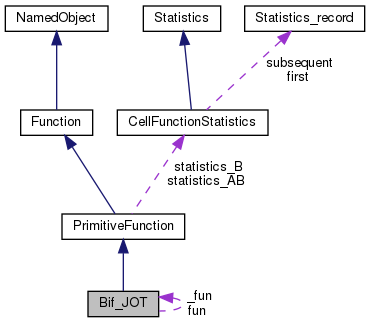 NamedObject
Statistics
Statistics_record
subsequent
first
Function
CellFunctionStatistics
statistics_B
statistics_AB
PrimitiveFunction
Bif_JOT
_fun
fun